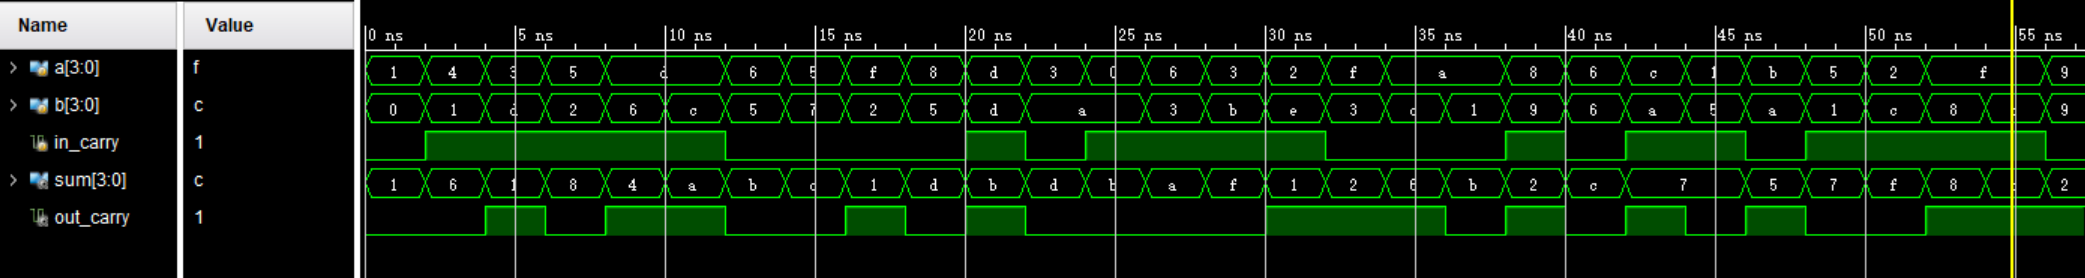 Name Value
0 ns 5 ns 10 ns 15 ns 20 ns 25 ns 30 ns 35 ns 40 ns 45 ns 50 ns 55 ns
a[3:0] f 1 4 3 5 d 6 5 f 8 d 3 0 6 3 2 f a 8 6 c 1 b 5 2 f 9
b[3:0] c 0 1 d 2 6 c 5 7 2 5 d a 3 b e 3 c 1 9 6 a 5 a 1 c 8 9
in_carry 1
sum[3:0] c 1 6 1 8 4 a b c 1 d b d b a f 1 2 6 b 2 c 7 5 7 f 8 2
out_carry 1